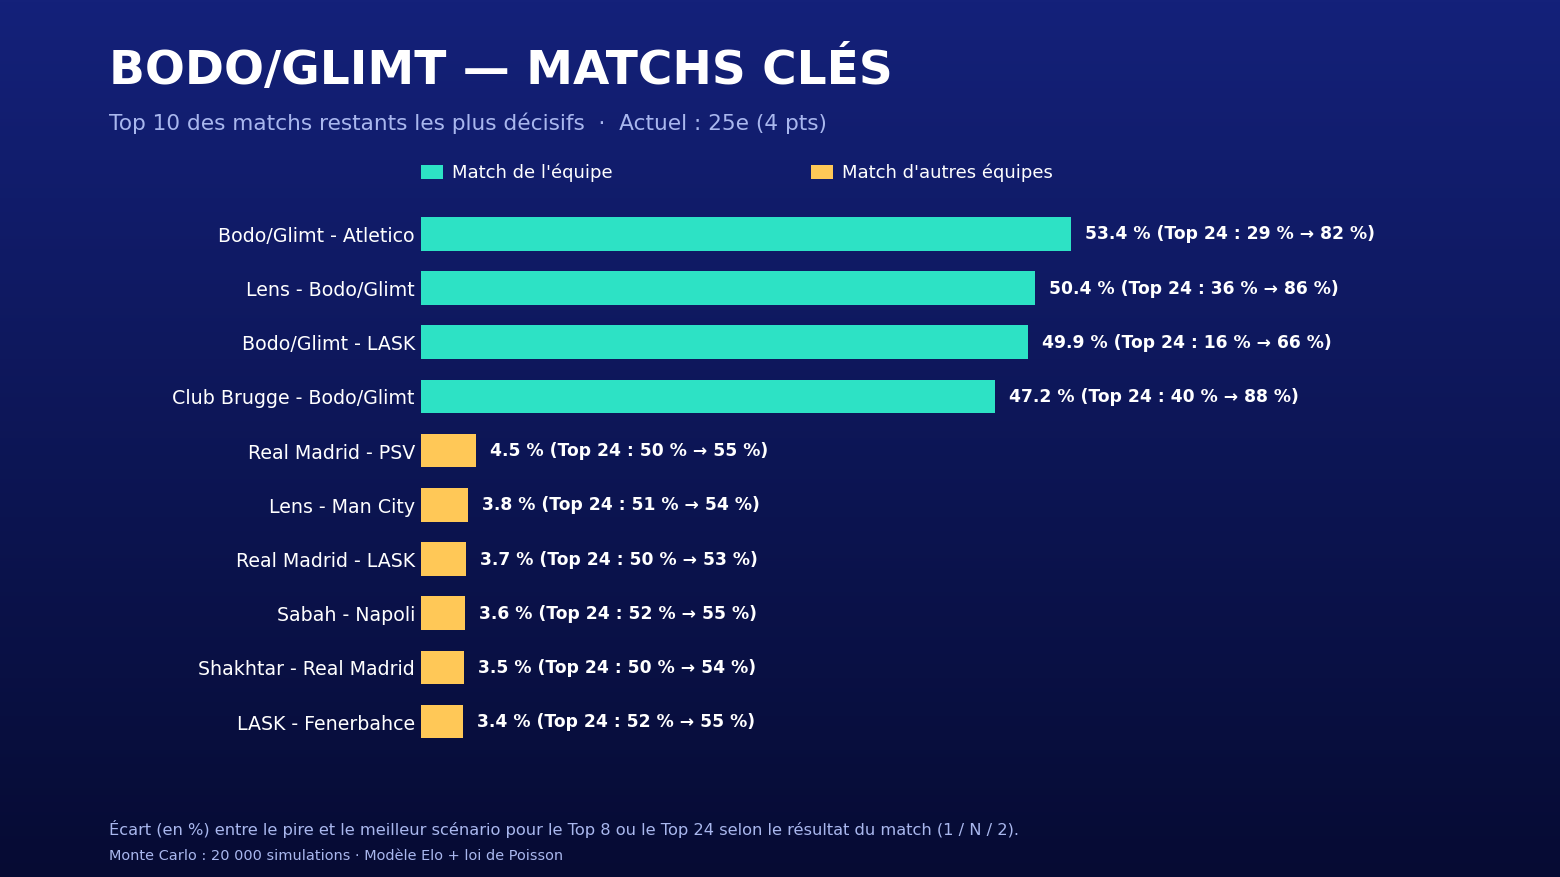 BODO/GLIMT — MATCHS CLÉS
Top 10 des matchs restants les plus décisifs · Actuel : 25e (4 pts)
Match de l'équipe
Match d'autres équipes
Bodo/Glimt - Atletico 53.4 % (Top 24 : 29 % → 82 %)
Lens - Bodo/Glimt 50.4 % (Top 24 : 36 % → 86 %)
Bodo/Glimt - LASK 49.9 % (Top 24 : 16 % → 66 %)
Club Brugge - Bodo/Glimt 47.2 % (Top 24 : 40 % → 88 %)
Real Madrid - PSV 4.5 % (Top 24 : 50 % → 55 %)
Lens - Man City 3.8 % (Top 24 : 51 % → 54 %)
Real Madrid - LASK 3.7 % (Top 24 : 50 % → 53 %)
Sabah - Napoli 3.6 % (Top 24 : 52 % → 55 %)
Shakhtar - Real Madrid 3.5 % (Top 24 : 50 % → 54 %)
LASK - Fenerbahce 3.4 % (Top 24 : 52 % → 55 %)
Écart (en %) entre le pire et le meilleur scénario pour le Top 8 ou le Top 24 selon le résultat du match (1 / N / 2).
Monte Carlo : 20 000 simulations · Modèle Elo + loi de Poisson